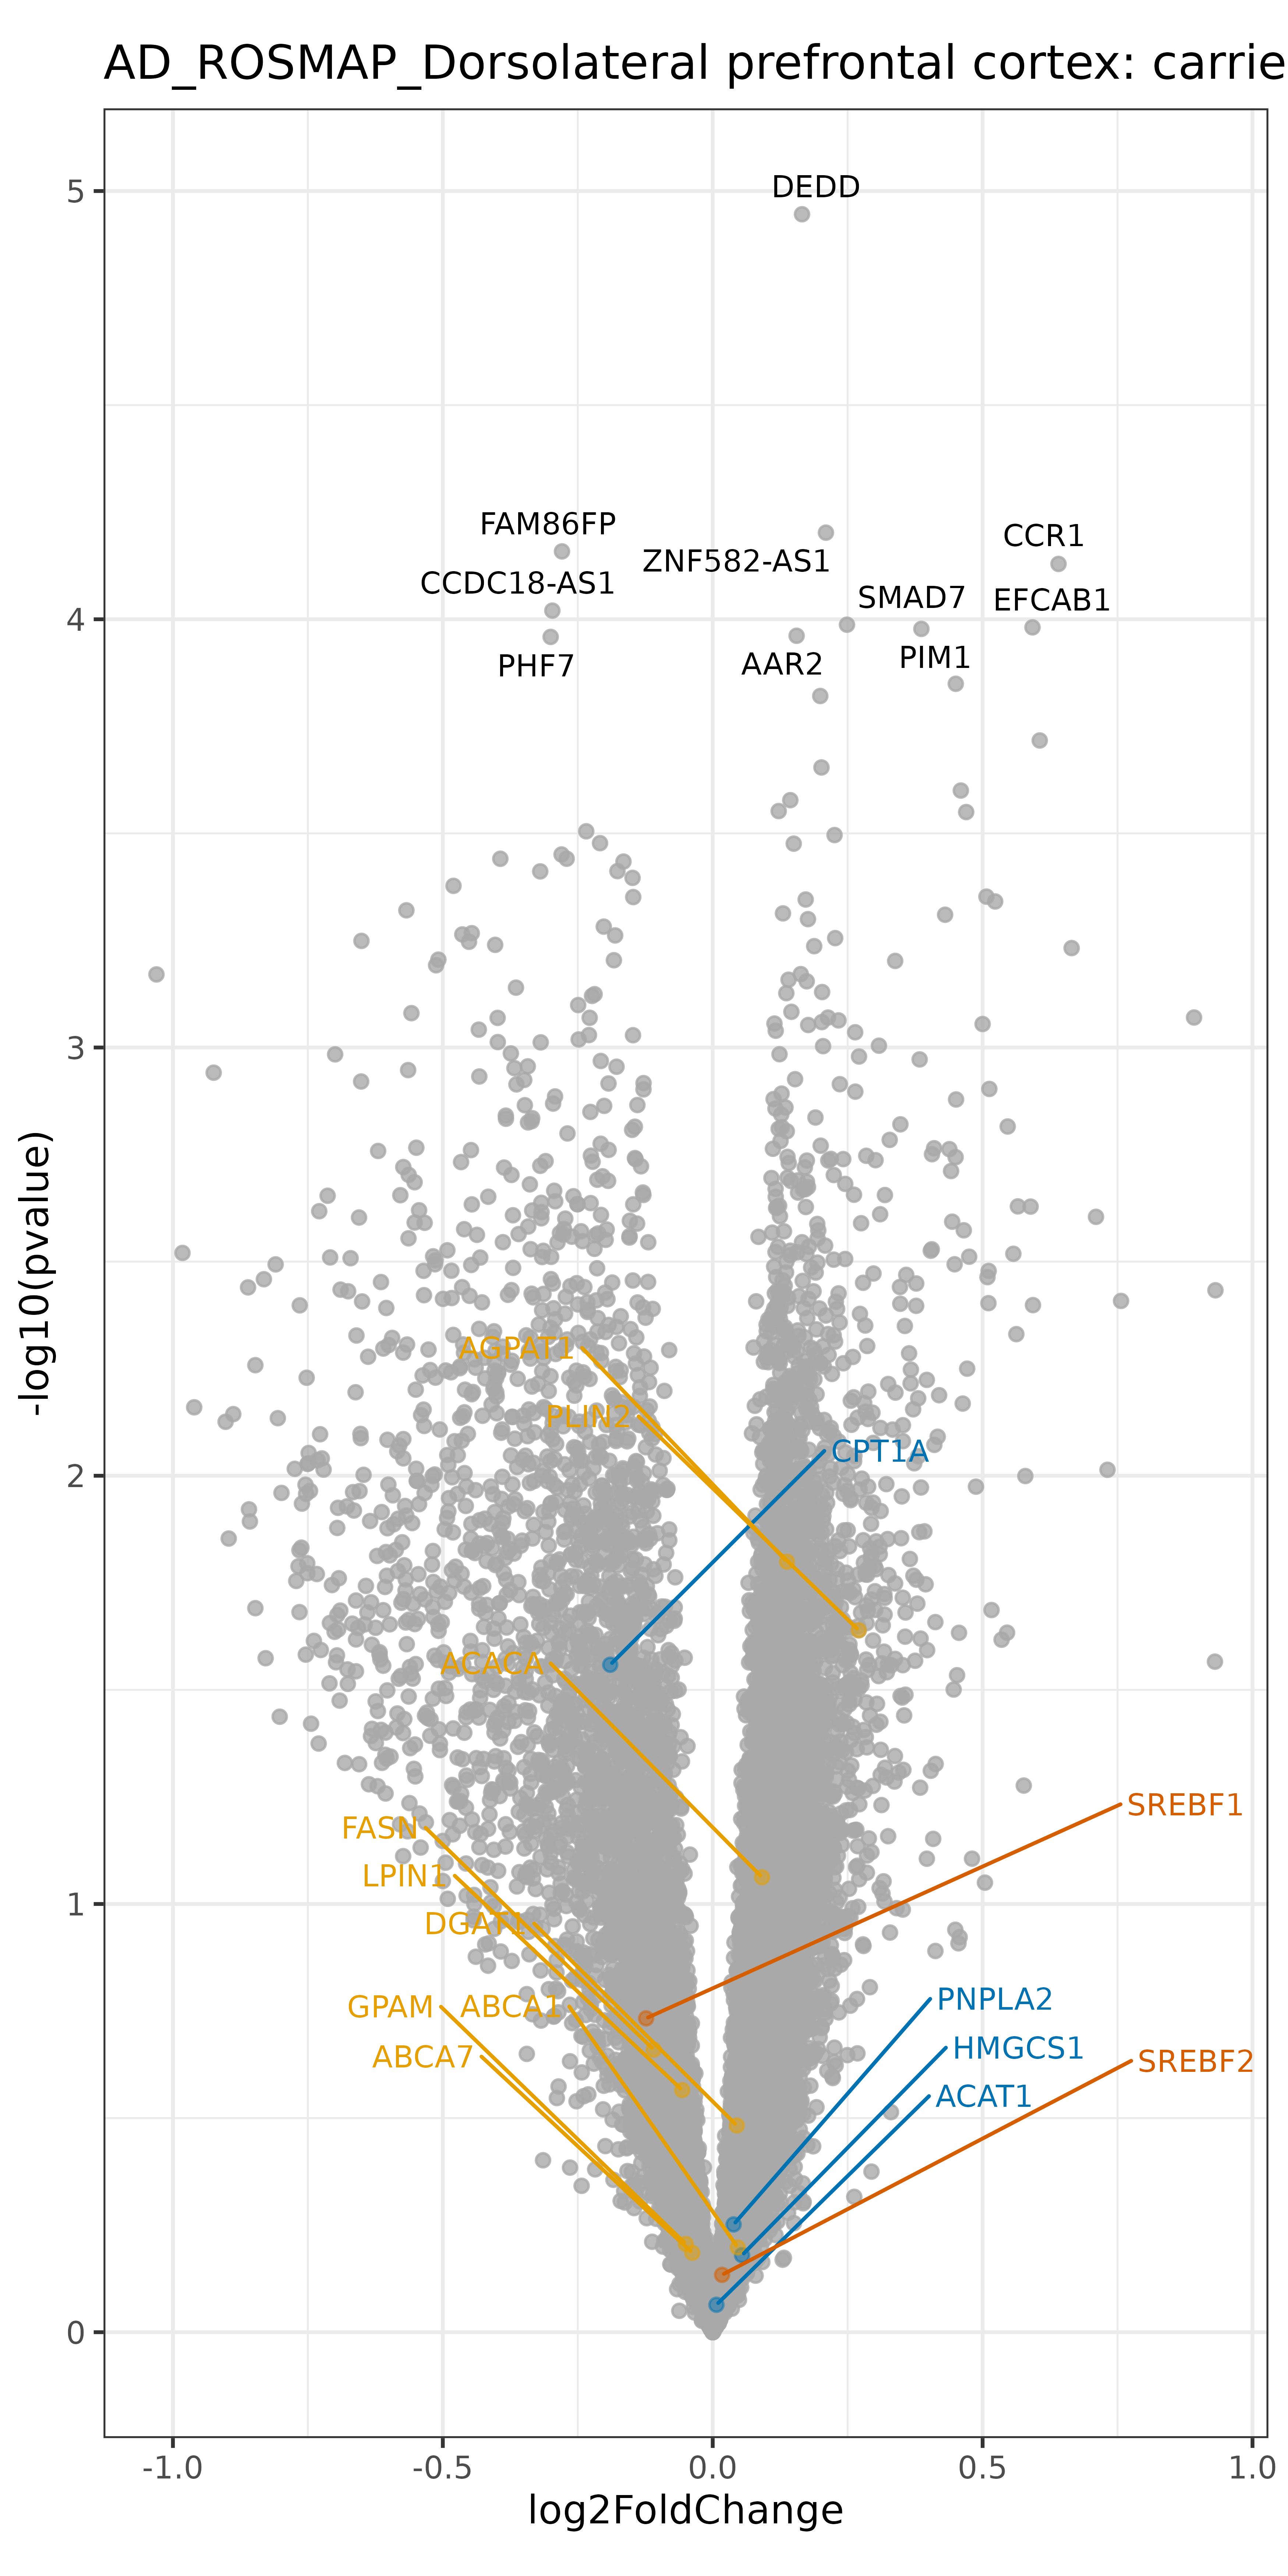 AD_ROSMAP_Dorsolateral prefrontal cortex: carrie
5
DEDD
FAM86FP
ZNF582-AS1
CCR1
CCDC18-AS1
SMAD7
EFCAB1
4
PHF7
AAR2
PIM1
3
-log10(pvalue)
AGPAT1
PLIN2
CPT1A
2
ACACA
SREBF1
FASN
LPIN1
1
DGAT1
PNPLA2
GPAM
ABCA1
HMGCS1
ABCA7
SREBF2
ACAT1
0
-1.0
-0.5
0.0
0.5
1.0
log2FoldChange